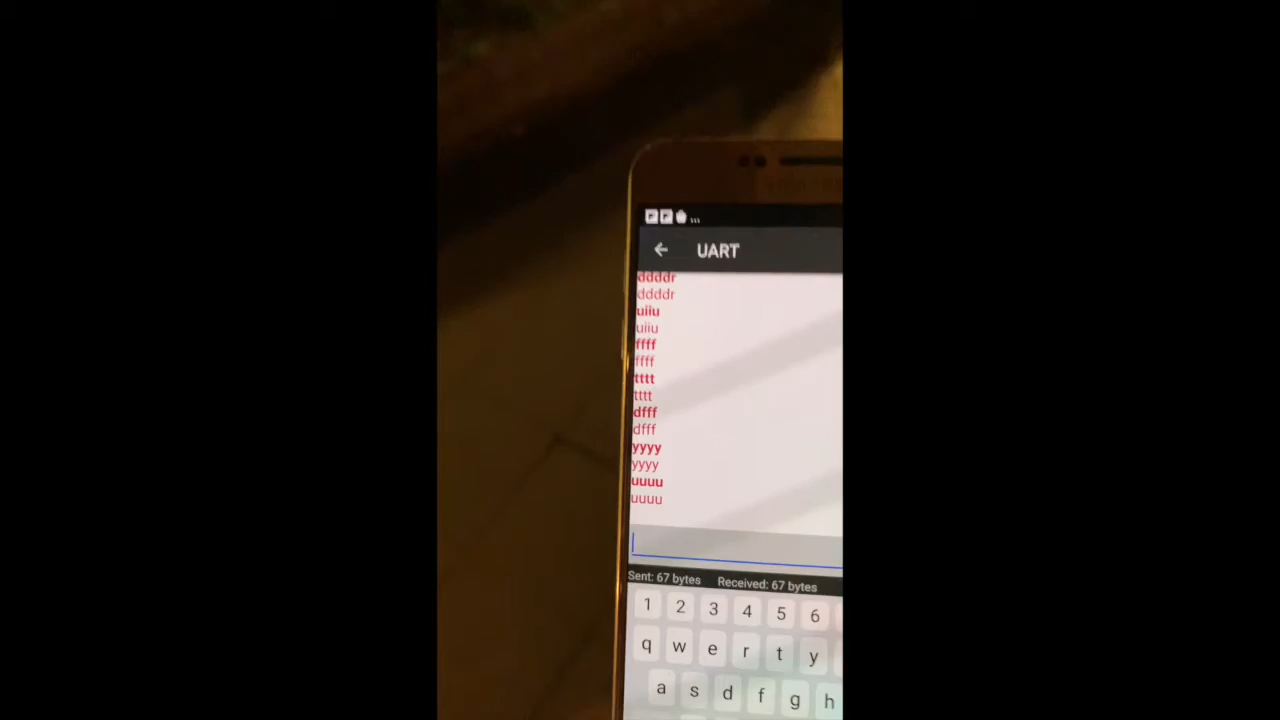 UART
ddddr
ddddr
uiiu
uiiu
ffff
ffff
tttt
tttt
dfff
dfff
yyyy
yyyy
uuuu
uuuu
Sent: 67 bytes Received: 67 bytes
1 2 3 4 5 6
q w e r t y
a s d f g h